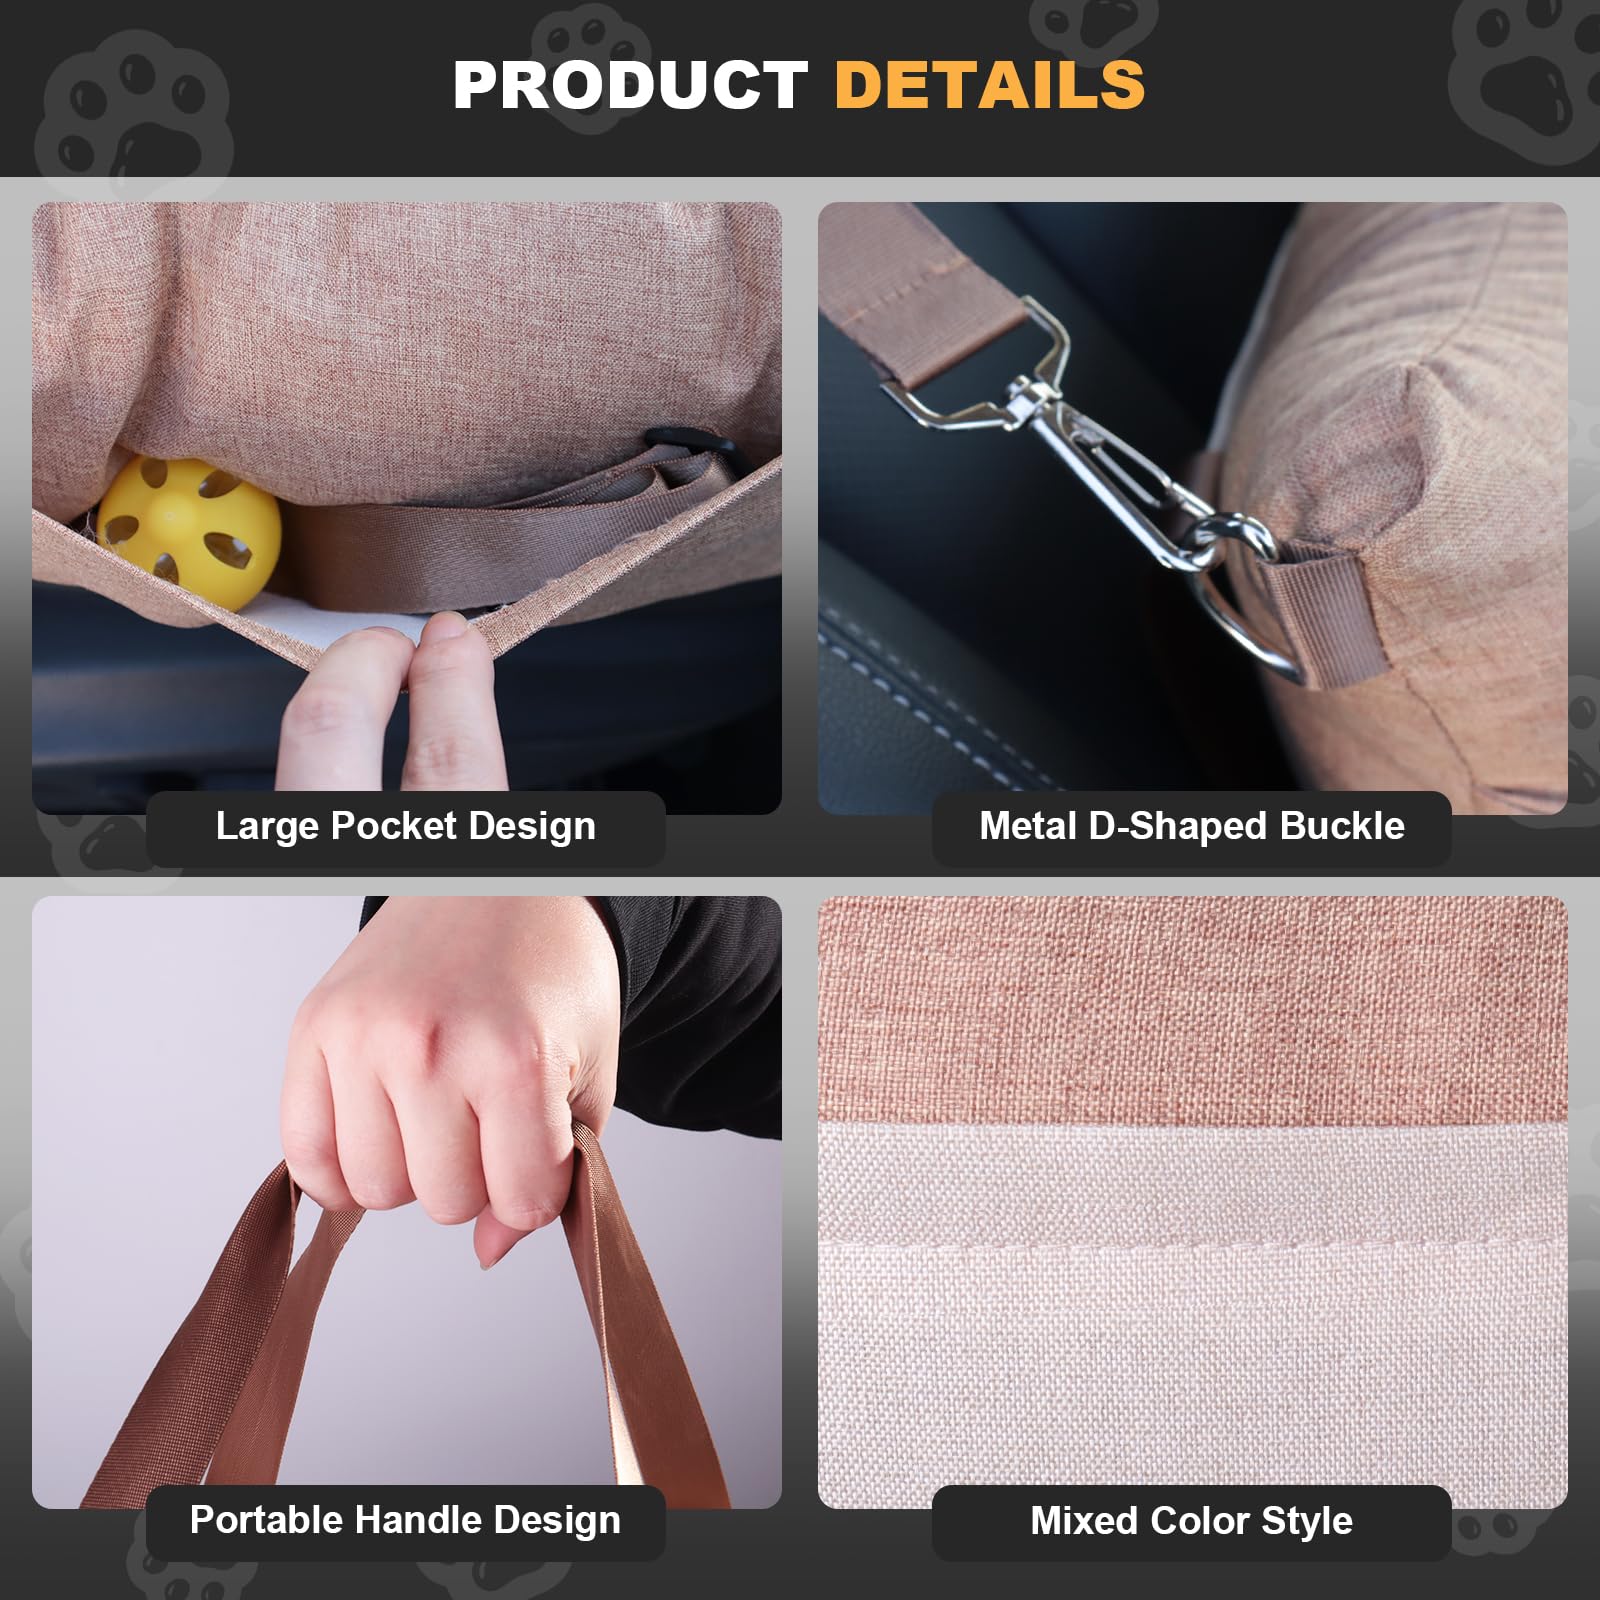 PRODUCT DETAILS
Large Pocket Design
Metal D-Shaped Buckle
Portable Handle Design
Mixed Color Style